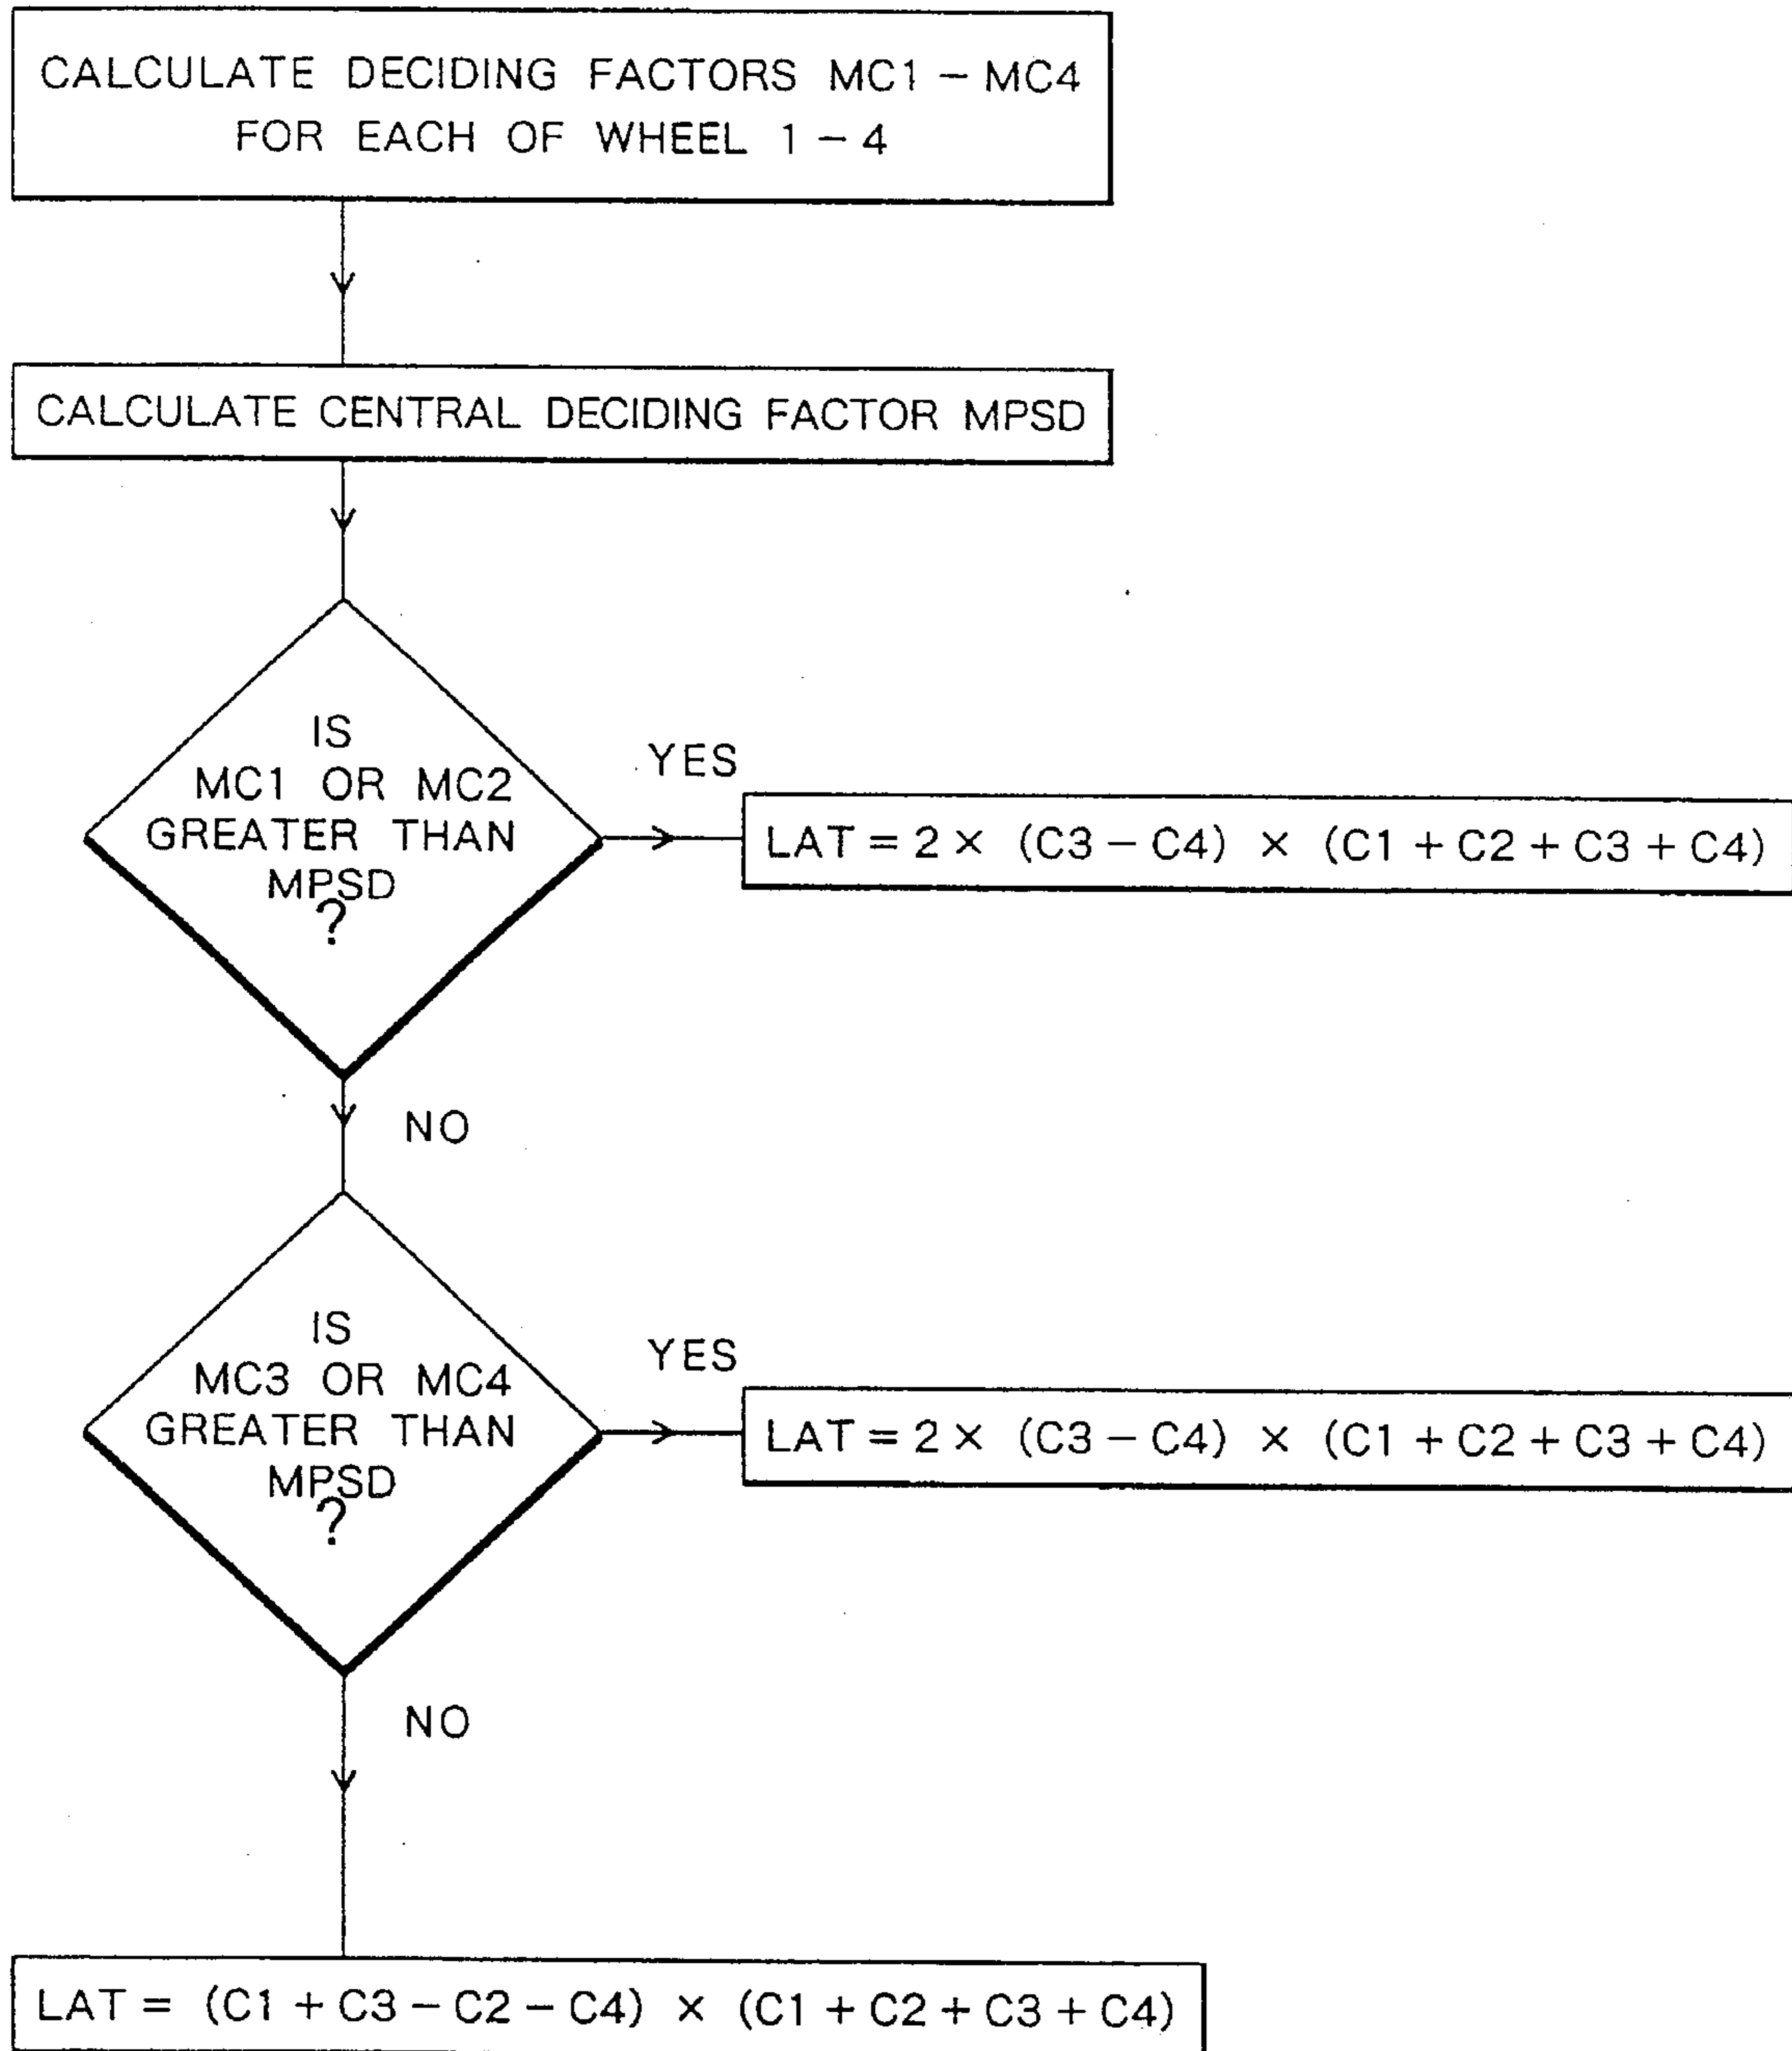 CALCULATE DECIDING FACTORS MC1 – MC4
FOR EACH OF WHEEL 1 – 4
CALCULATE CENTRAL DECIDING FACTOR MPSD
IS
MC1 OR MC2
GREATER THAN
MPSD
?
YES
LAT = 2 × (C3 – C4) × (C1 + C2 + C3 + C4)
NO
IS
MC3 OR MC4
GREATER THAN
MPSD
?
YES
LAT = 2 × (C3 – C4) × (C1 + C2 + C3 + C4)
NO
LAT = (C1 + C3 – C2 – C4) × (C1 + C2 + C3 + C4)